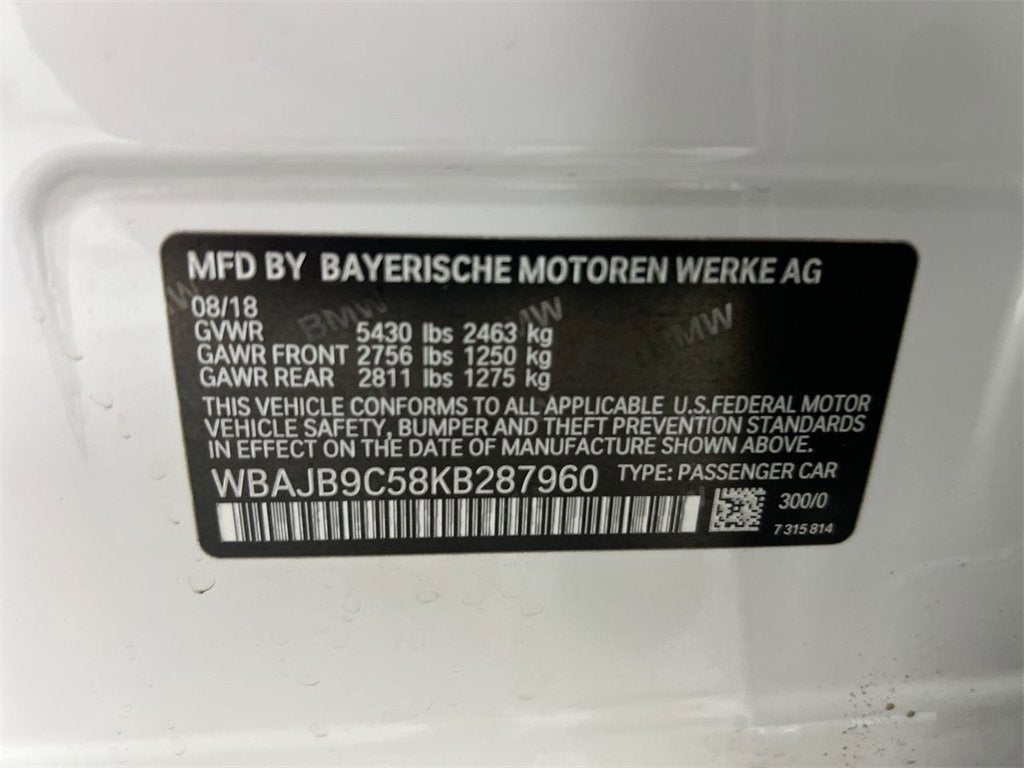 MFD BY BAYERISCHE MOTOREN WERKE AG
08/18
GVWR 5430 lbs 2463 kg
GAWR FRONT 2756 lbs 1250 kg
GAWR REAR 2811 lbs 1275 kg
THIS VEHICLE CONFORMS TO ALL APPLICABLE U.S.FEDERAL MOTOR
VEHICLE SAFETY, BUMPER AND THEFT PREVENTION STANDARDS
IN EFFECT ON THE DATE OF MANUFACTURE SHOWN ABOVE.
WBAJB9C58KB287960 TYPE: PASSENGER CAR
300/0
7 315 814
BMW BMW BMW